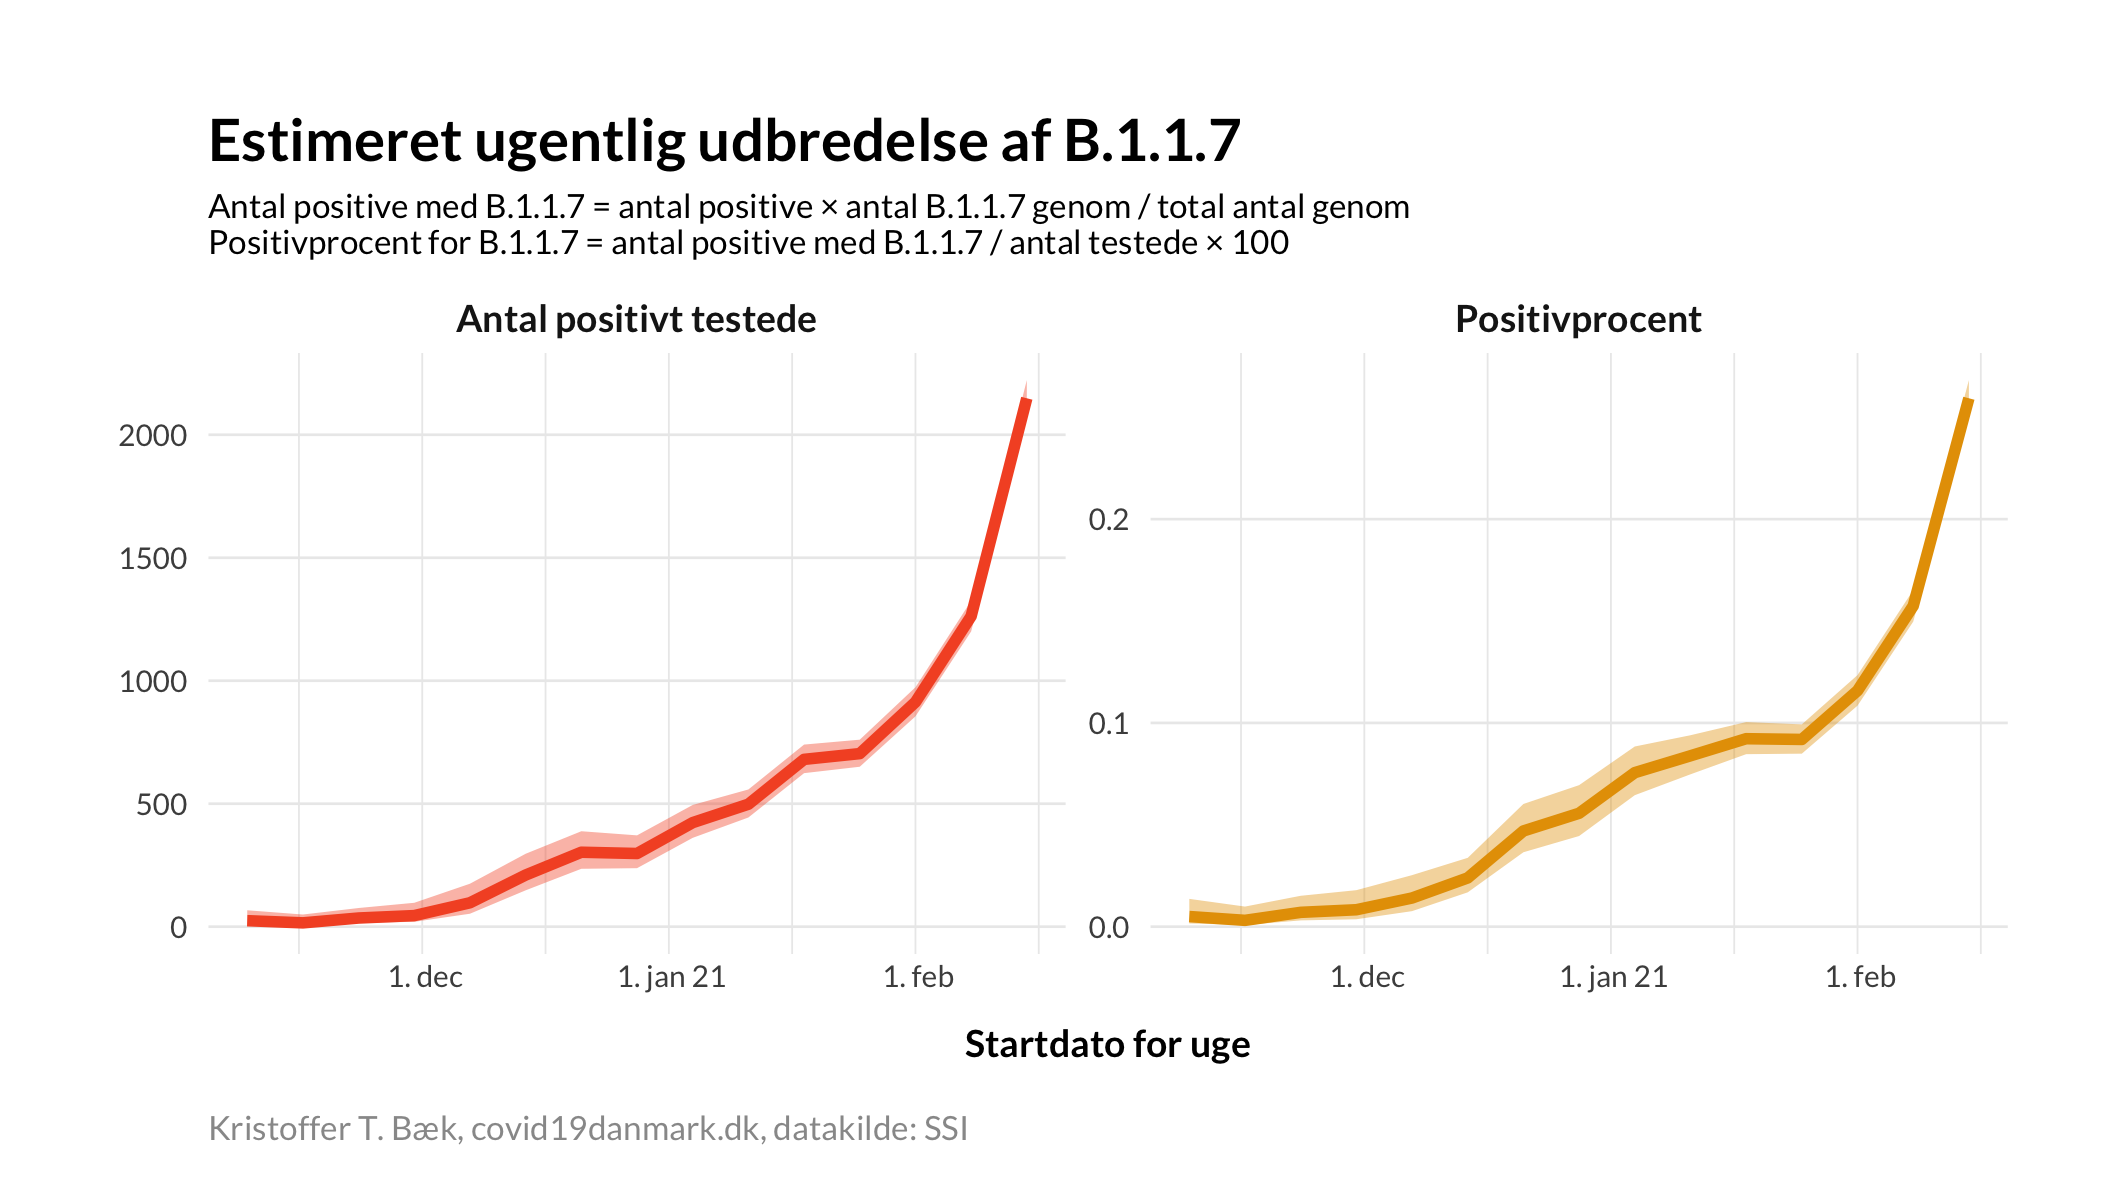 Estimeret ugentlig udbredelse af B.1.1.7
Antal positive med B.1.1.7 = antal positive × antal B.1.1.7 genom / total antal genom
Positivprocent for B.1.1.7 = antal positive med B.1.1.7 / antal testede × 100
Antal positivt testede
2000
1500
1000
500
0
1. dec
1. jan 21
1. feb
Positivprocent
0.2
0.1
0.0
1. dec
1. jan 21
1. feb
Startdato for uge
Kristoffer T. Bæk, covid19danmark.dk, datakilde: SSI